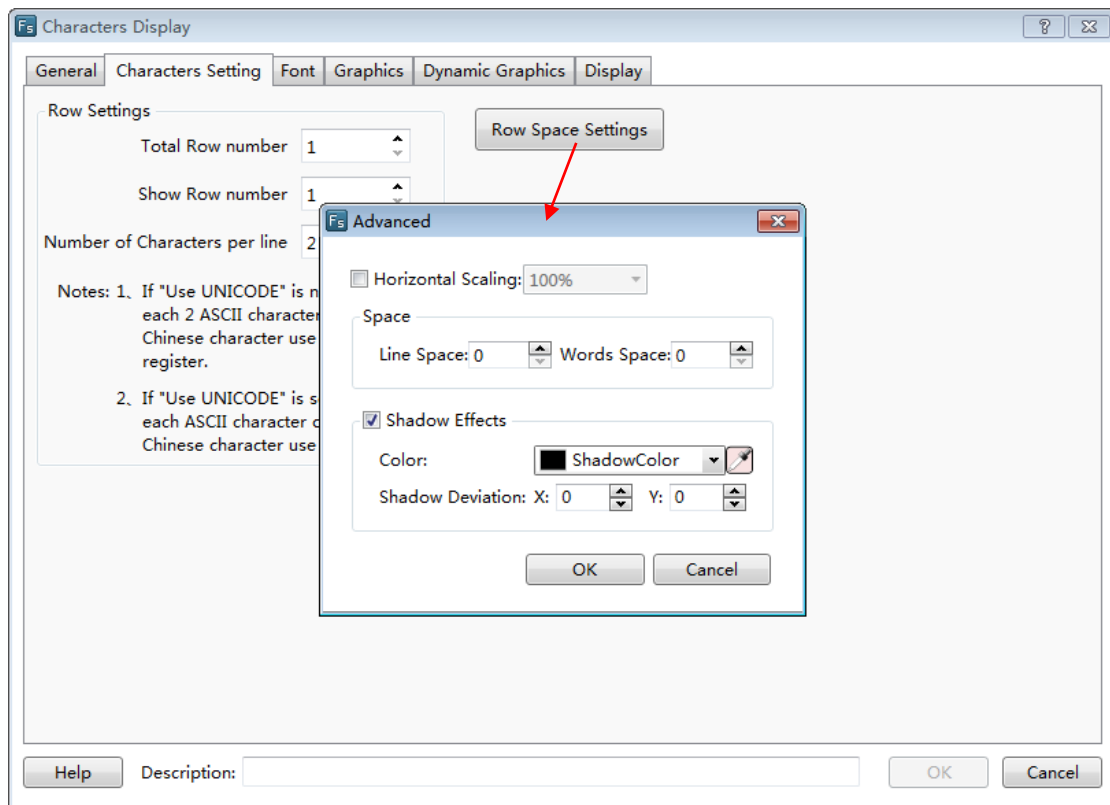 Fs Characters Display
General Characters Setting Font Graphics Dynamic Graphics Display
Row Settings
Row Space Settings
Total Row number 1
Show Row number 1
Number of Characters per line 2
Notes: 1、If "Use UNICODE" is n
each 2 ASCII character
Chinese character use
register.
2、If "Use UNICODE" is s
each ASCII character
Chinese character use
Fs Advanced
Horizontal Scaling: 100%
Space
Line Space: 0 Words Space: 0
Shadow Effects
Color: ShadowColor
Shadow Deviation: X: 0 Y: 0
OK Cancel
Help Description: OK Cancel